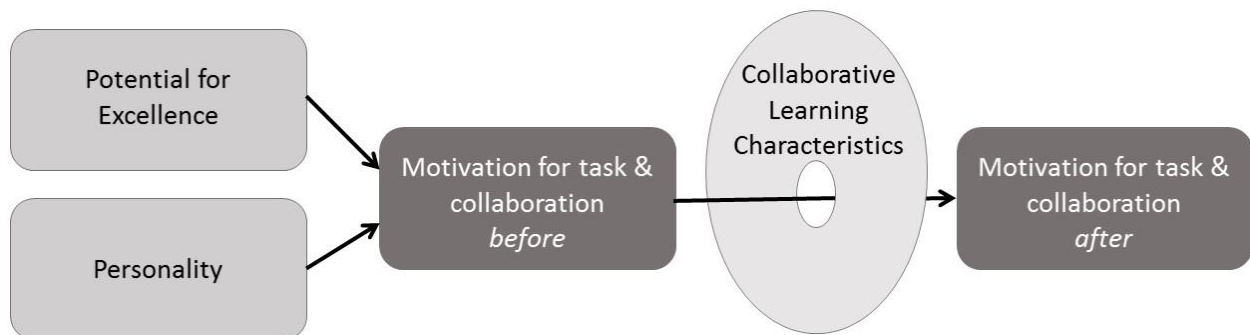 Potential for
Excellence
Personality
Motivation for task &
collaboration
before
Collaborative
Learning
Characteristics
Motivation for task &
collaboration
after